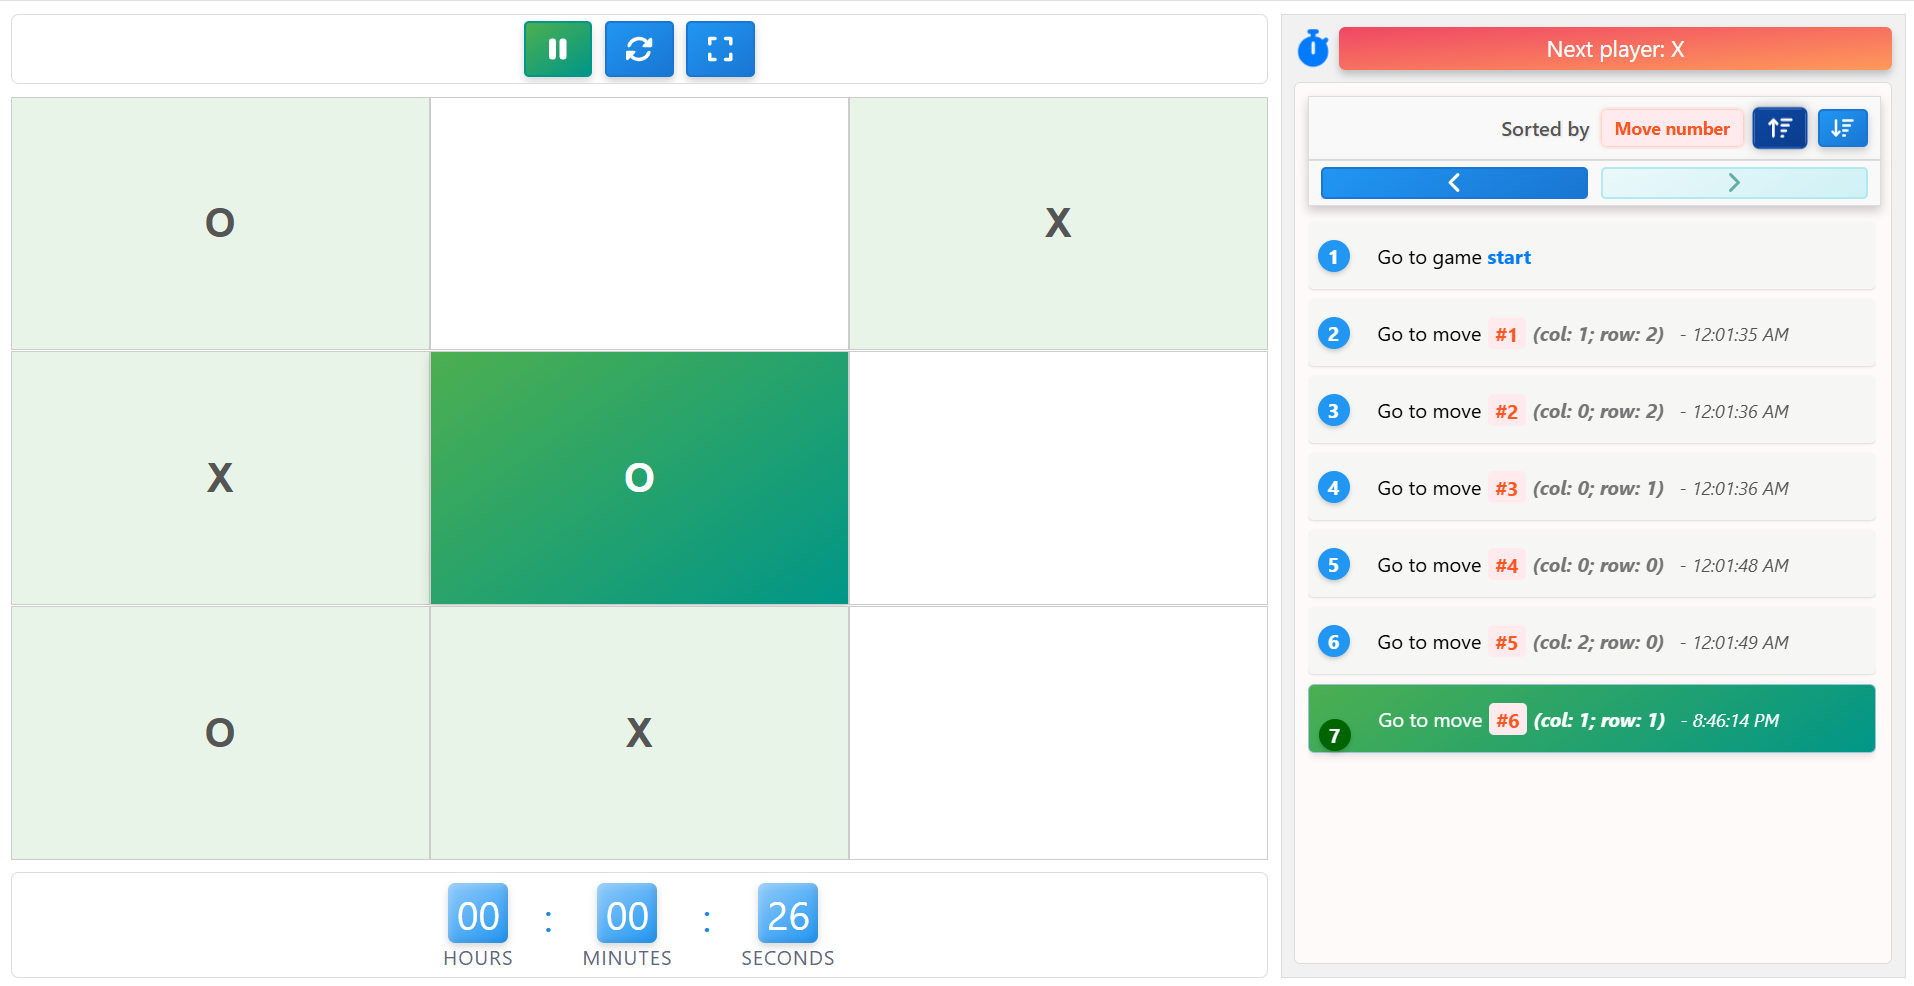 O
X
X
O
O
X
00 : 00 : 26
HOURS MINUTES SECONDS
Next player: X
Sorted by Move number
1 Go to game start
2 Go to move #1 (col: 1; row: 2) - 12:01:35 AM
3 Go to move #2 (col: 0; row: 2) - 12:01:36 AM
4 Go to move #3 (col: 0; row: 1) - 12:01:36 AM
5 Go to move #4 (col: 0; row: 0) - 12:01:48 AM
6 Go to move #5 (col: 2; row: 0) - 12:01:49 AM
7 Go to move #6 (col: 1; row: 1) - 8:46:14 PM